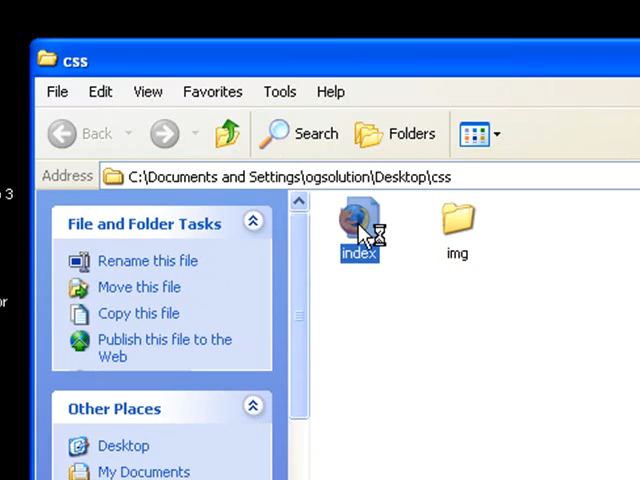 css
File Edit View Favorites Tools Help
Back Search Folders
Address C:\Documents and Settings\ogsolution\Desktop\css
o 3
File and Folder Tasks
index
img
Rename this file
Move this file
or
Copy this file
Publish this file to the
Web
Other Places
Desktop
My Documents